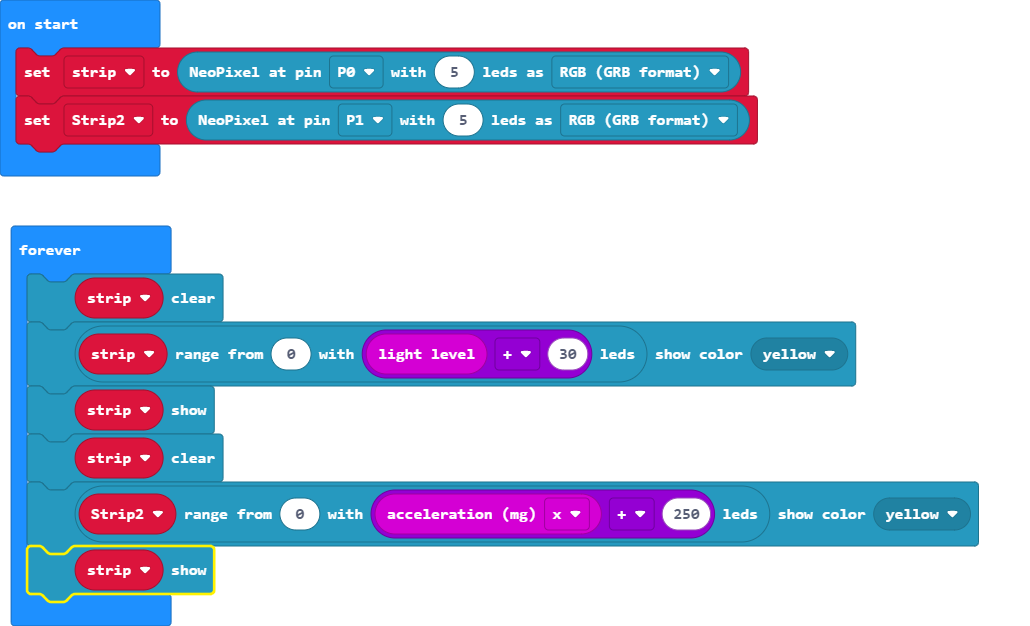 on start
set strip to NeoPixel at pin P0 with 5 leds as RGB (GRB format)
set Strip2 to NeoPixel at pin P1 with 5 leds as RGB (GRB format)
forever
strip clear
strip range from 0 with light level + 30 leds show color yellow
strip show
strip clear
Strip2 range from 0 with acceleration (mg) x + 250 leds show color yellow
strip show